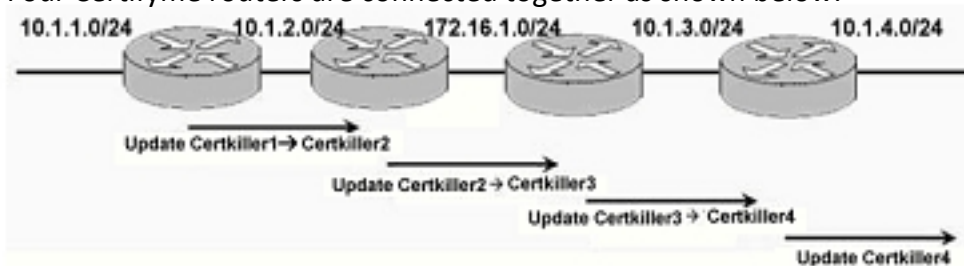 Four Certifyme routers are connected together as shown below:
10.1.1.0/24 10.1.2.0/24 172.16.1.0/24 10.1.3.0/24 10.1.4.0/24
Update Certkiller1→ Certkiller2
Update Certkiller2 → Certkiller3
Update Certkiller3 → Certkiller4
Update Certkiller4